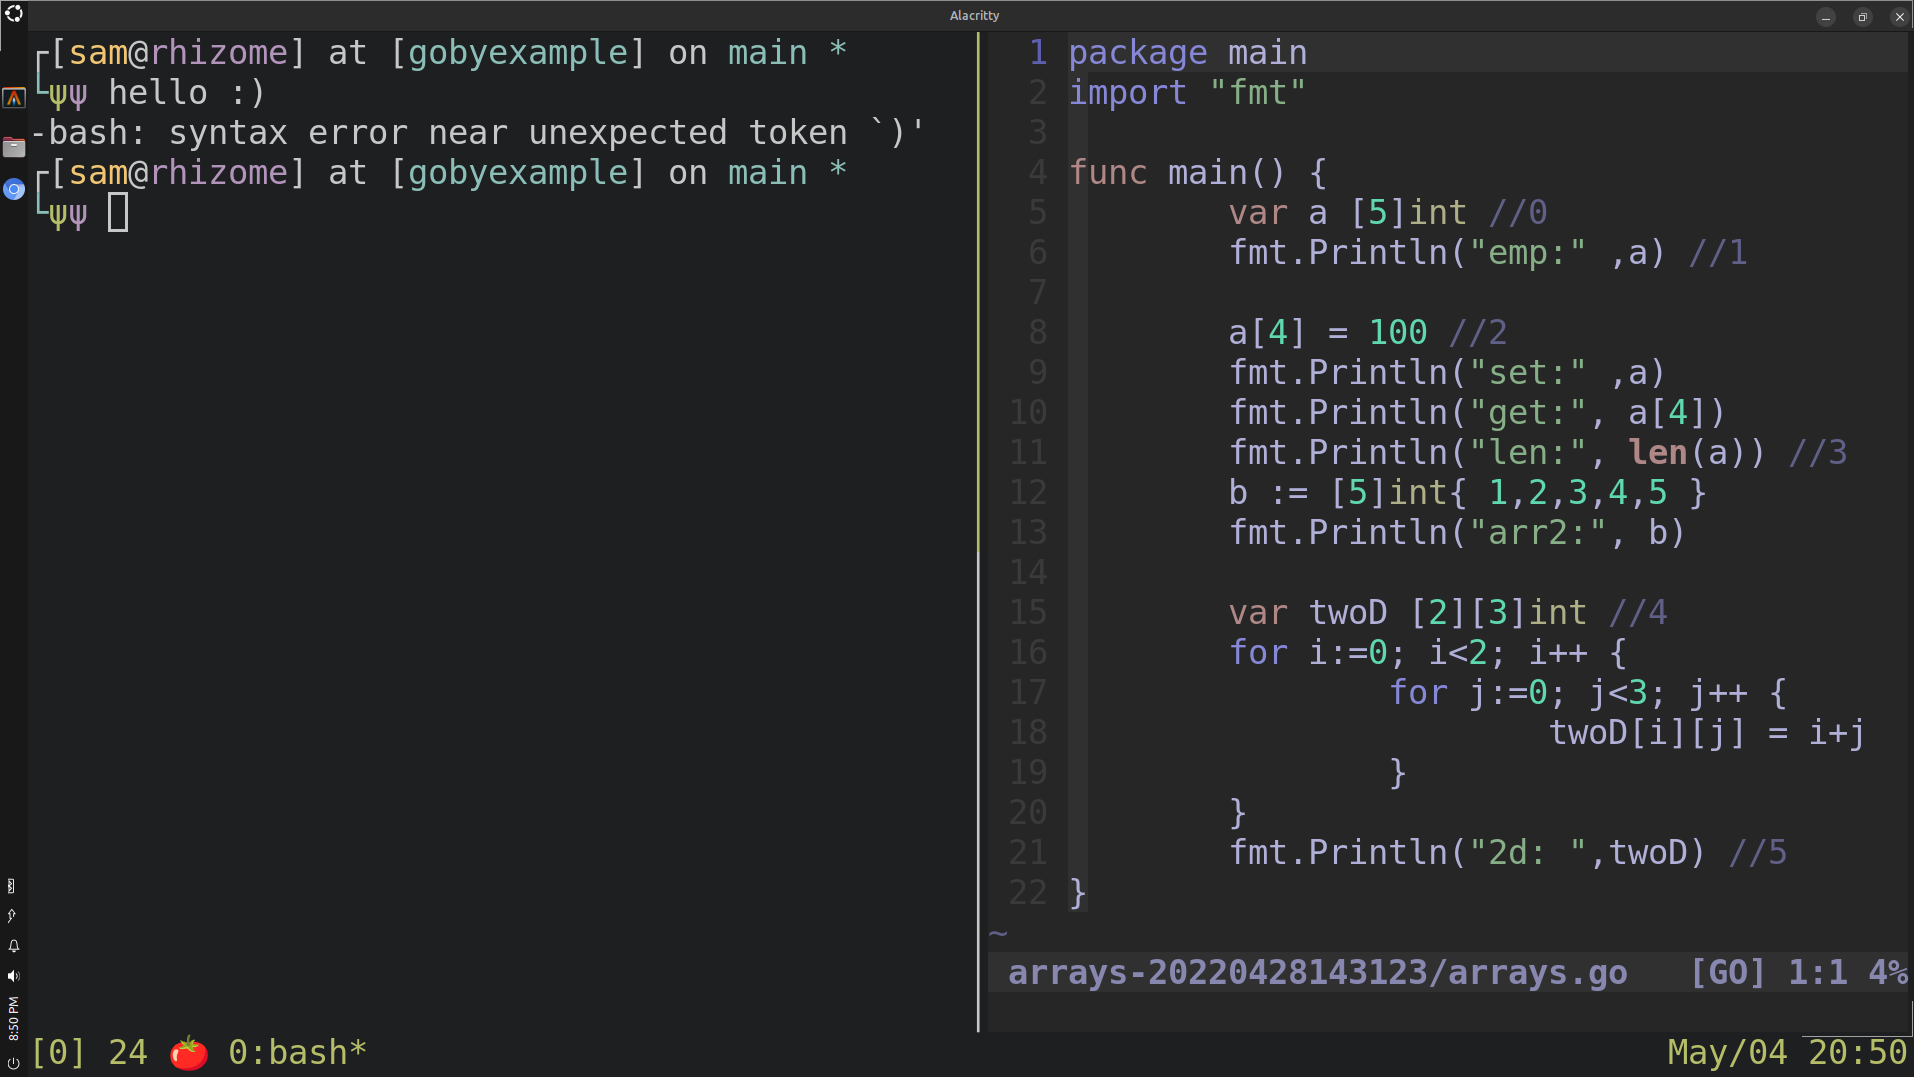 Alacritty
┌[sam@rhizome] at [gobyexample] on main *
└ψψ hello :)
-bash: syntax error near unexpected token `)'
┌[sam@rhizome] at [gobyexample] on main *
└ψψ
1 package main
2 import "fmt"
3
4 func main() {
5 var a [5]int //0
6 fmt.Println("emp:" ,a) //1
7
8 a[4] = 100 //2
9 fmt.Println("set:" ,a)
10 fmt.Println("get:", a[4])
11 fmt.Println("len:", len(a)) //3
12 b := [5]int{ 1,2,3,4,5 }
13 fmt.Println("arr2:", b)
14
15 var twoD [2][3]int //4
16 for i:=0; i<2; i++ {
17 for j:=0; j<3; j++ {
18 twoD[i][j] = i+j
19 }
20 }
21 fmt.Println("2d: ",twoD) //5
22 }
~
arrays-20220428143123/arrays.go [GO] 1:1 4%
8:50 PM
[0] 24 🍅 0:bash* May/04 20:50